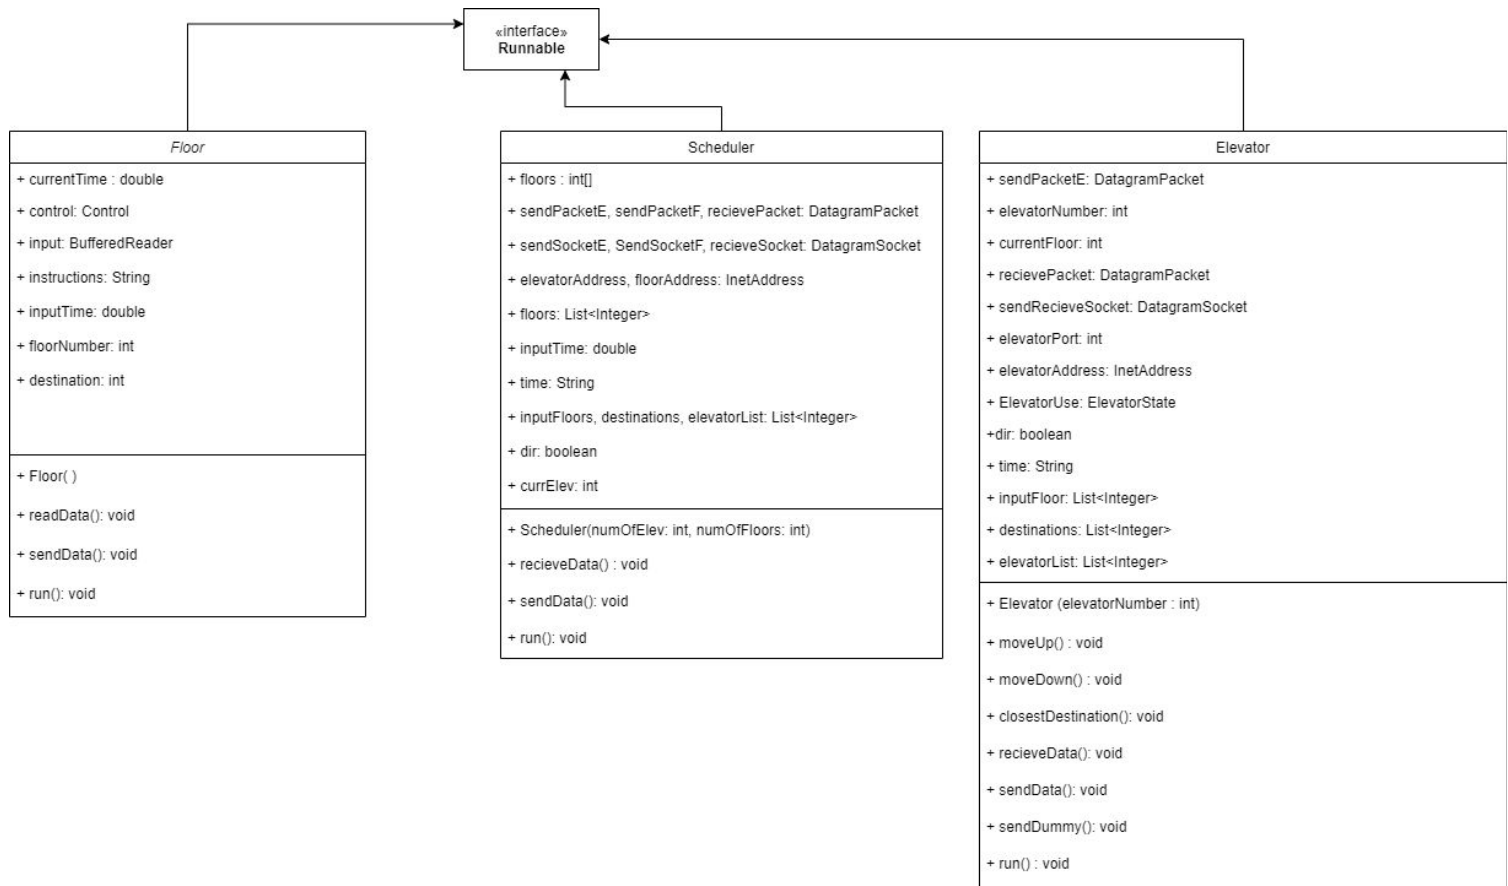 «interface»
Runnable
Floor
+ currentTime : double
+ control: Control
+ input: BufferedReader
+ instructions: String
+ inputTime: double
+ floorNumber: int
+ destination: int
+ Floor( )
+ readData(): void
+ sendData(): void
+ run(): void
Scheduler
+ floors : int[]
+ sendPacketE, sendPacketF, recievePacket: DatagramPacket
+ sendSocketE, SendSocketF, recieveSocket: DatagramSocket
+ elevatorAddress, floorAddress: InetAddress
+ floors: List<Integer>
+ inputTime: double
+ time: String
+ inputFloors, destinations, elevatorList: List<Integer>
+ dir: boolean
+ currElev: int
+ Scheduler(numOfElev: int, numOfFloors: int)
+ recieveData() : void
+ sendData(): void
+ run(): void
Elevator
+ sendPacketE: DatagramPacket
+ elevatorNumber: int
+ currentFloor: int
+ recievePacket: DatagramPacket
+ sendRecieveSocket: DatagramSocket
+ elevatorPort: int
+ elevatorAddress: InetAddress
+ ElevatorUse: ElevatorState
+dir: boolean
+ time: String
+ inputFloor: List<Integer>
+ destinations: List<Integer>
+ elevatorList: List<Integer>
+ Elevator (elevatorNumber : int)
+ moveUp() : void
+ moveDown() : void
+ closestDestination(): void
+ recieveData(): void
+ sendData(): void
+ sendDummy(): void
+ run() : void